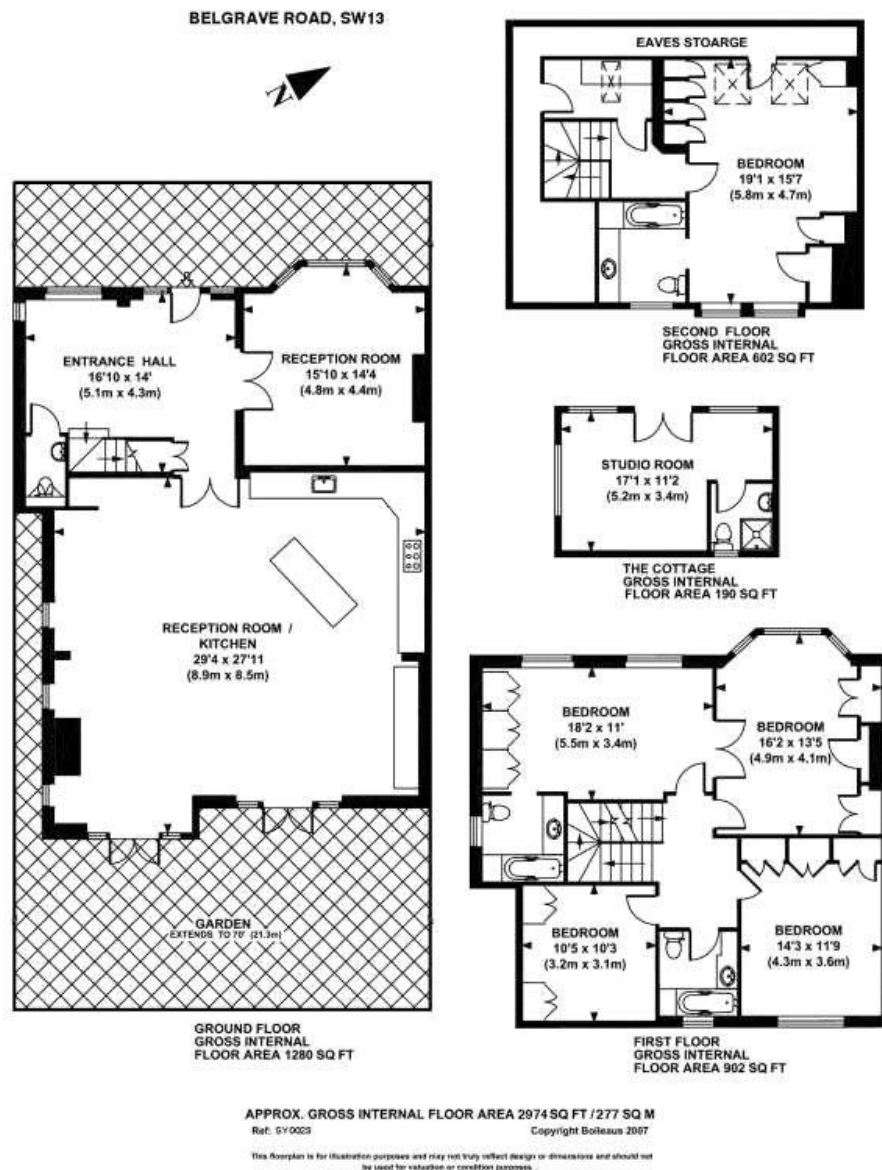 BELGRAVE ROAD, SW13
N
EAVES STOARGE
BEDROOM
19'1 x 15'7
(5.8m x 4.7m)
SECOND FLOOR
GROSS INTERNAL
FLOOR AREA 602 SQ FT
ENTRANCE HALL
16'10 x 14'
(5.1m x 4.3m)
RECEPTION ROOM
15'10 x 14'4
(4.8m x 4.4m)
STUDIO ROOM
17'1 x 11'2
(5.2m x 3.4m)
THE COTTAGE
GROSS INTERNAL
FLOOR AREA 190 SQ FT
RECEPTION ROOM /
KITCHEN
29'4 x 27'11
(8.9m x 8.5m)
BEDROOM
18'2 x 11'
(5.5m x 3.4m)
BEDROOM
16'2 x 13'5
(4.9m x 4.1m)
GARDEN
EXTENDS TO 70' (21.3m)
BEDROOM
10'5 x 10'3
(3.2m x 3.1m)
BEDROOM
14'3 x 11'9
(4.3m x 3.6m)
GROUND FLOOR
GROSS INTERNAL
FLOOR AREA 1280 SQ FT
FIRST FLOOR
GROSS INTERNAL
FLOOR AREA 902 SQ FT
APPROX. GROSS INTERNAL FLOOR AREA 2974 SQ FT / 277 SQ M
Ref: SY0029
Copyright Boileaus 2007
This floorplan is for illustration purposes and may not truly reflect design or dimensions and should not
be used for valuation or condition purposes.